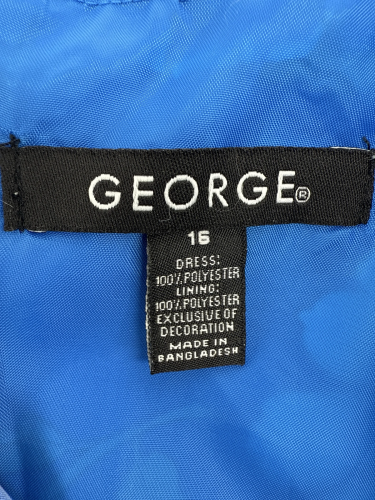 GEORGE®
16
DRESS:
100% POLYESTER
LINING:
100% POLYESTER
EXCLUSIVE OF
DECORATION
MADE IN
BANGLADESH